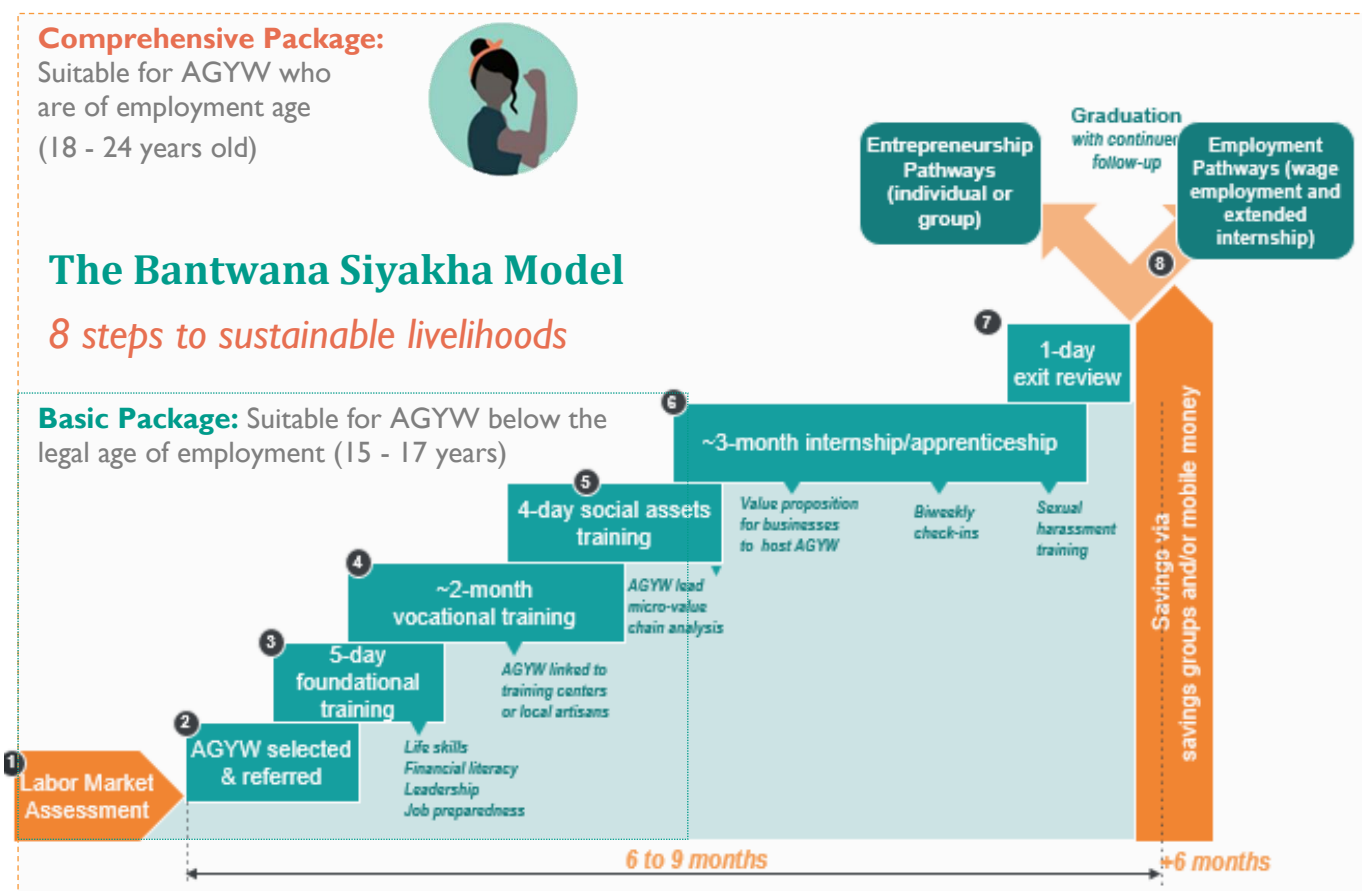 Comprehensive Package:
Suitable for AGYW who
are of employment age
(18 - 24 years old)
The Bantwana Siyakha Model
8 steps to sustainable livelihoods
Basic Package: Suitable for AGYW below the
legal age of employment (15 - 17 years)
1
Labor Market
Assessment
2
AGYW selected
& referred
3
5-day
foundational
training
Life skills
Financial literacy
Leadership
Job preparedness
4
~2-month
vocational training
AGYW linked to
training centers
or local artisans
5
4-day social assets
training
AGYW lead
micro-value
chain analysis
6
~3-month internship/apprenticeship
Value proposition
for businesses
to host AGYW
Biweekly
check-ins
Sexual
harassment
training
7
1-day
exit review
8
Entrepreneurship
Pathways
(individual or
group)
Graduation
with continued
follow-up
Employment
Pathways (wage
employment and
extended
internship)
Savings via
savings groups and/or mobile money
6 to 9 months
+6 months